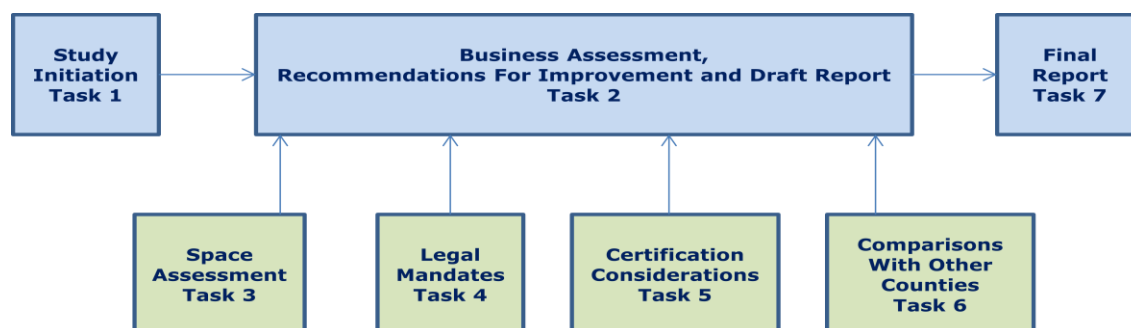 Study
Initiation
Task 1
Business Assessment,
Recommendations For Improvement and Draft Report
Task 2
Final
Report
Task 7
Space
Assessment
Task 3
Legal
Mandates
Task 4
Certification
Considerations
Task 5
Comparisons
With Other
Counties
Task 6